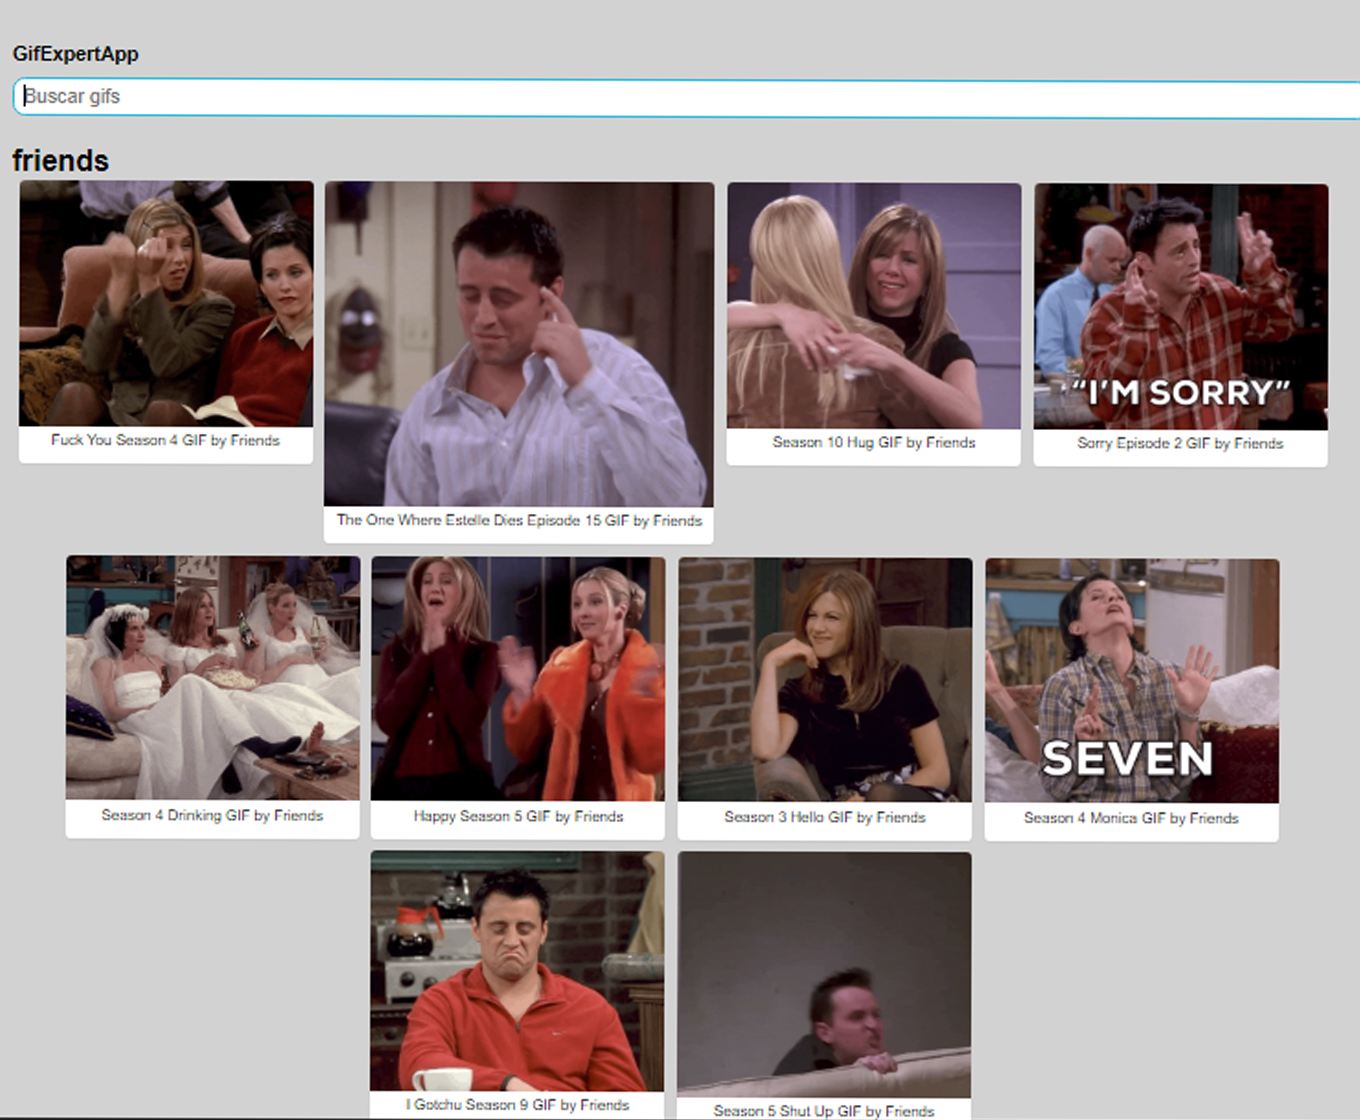 GifExpertApp
Buscar gifs
friends
"I'M SORRY"
Fuck You Season 4 GIF by Friends
Season 10 Hug GIF by Friends
Sorry Episode 2 GIF by Friends
The One Where Estelle Dies Episode 15 GIF by Friends
SEVEN
Season 4 Drinking GIF by Friends
Happy Season 5 GIF by Friends
Season 3 Hello GIF by Friends
Season 4 Monica GIF by Friends
I Gotchu Season 9 GIF by Friends
Season 5 Shut Up GIF by Friends